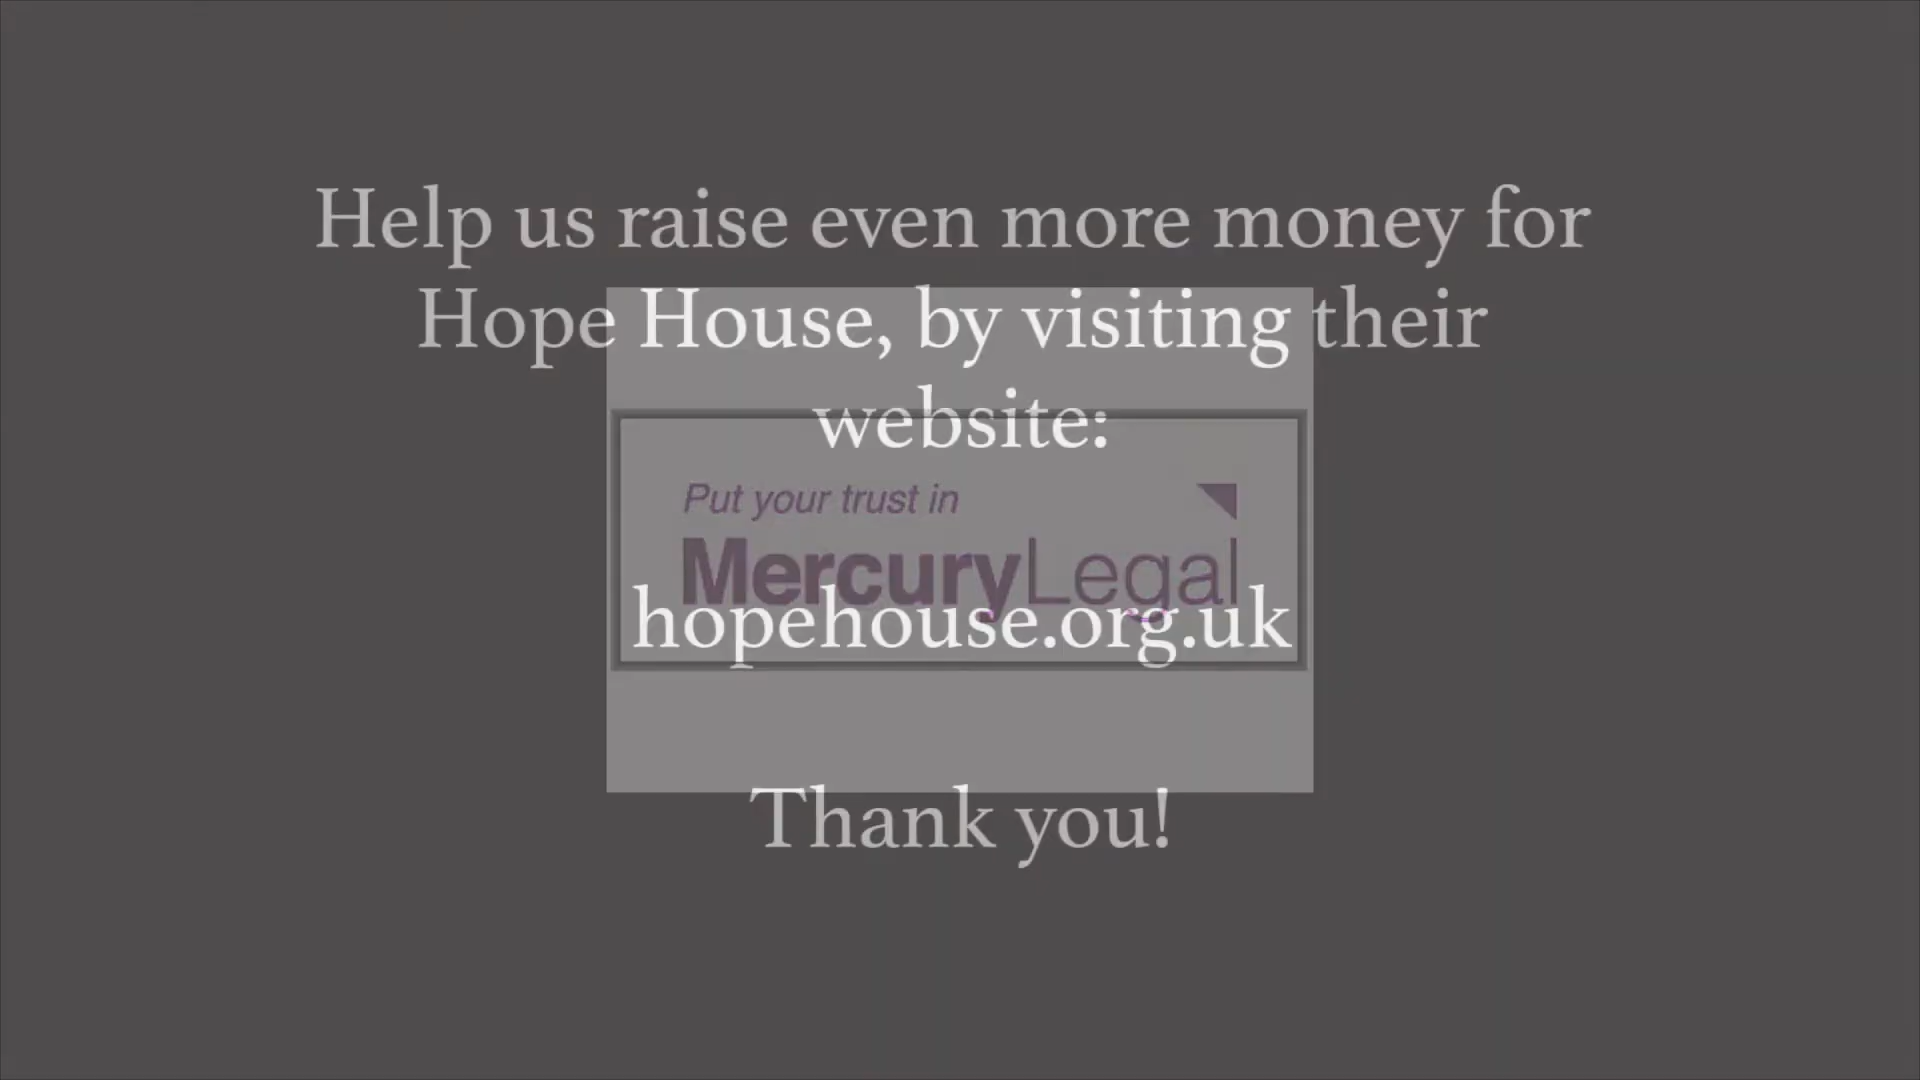 Help us raise even more money for
Hope House, by visiting their
website:
Put your trust in
MercuryLegal
hopehouse.org.uk
Thank you!